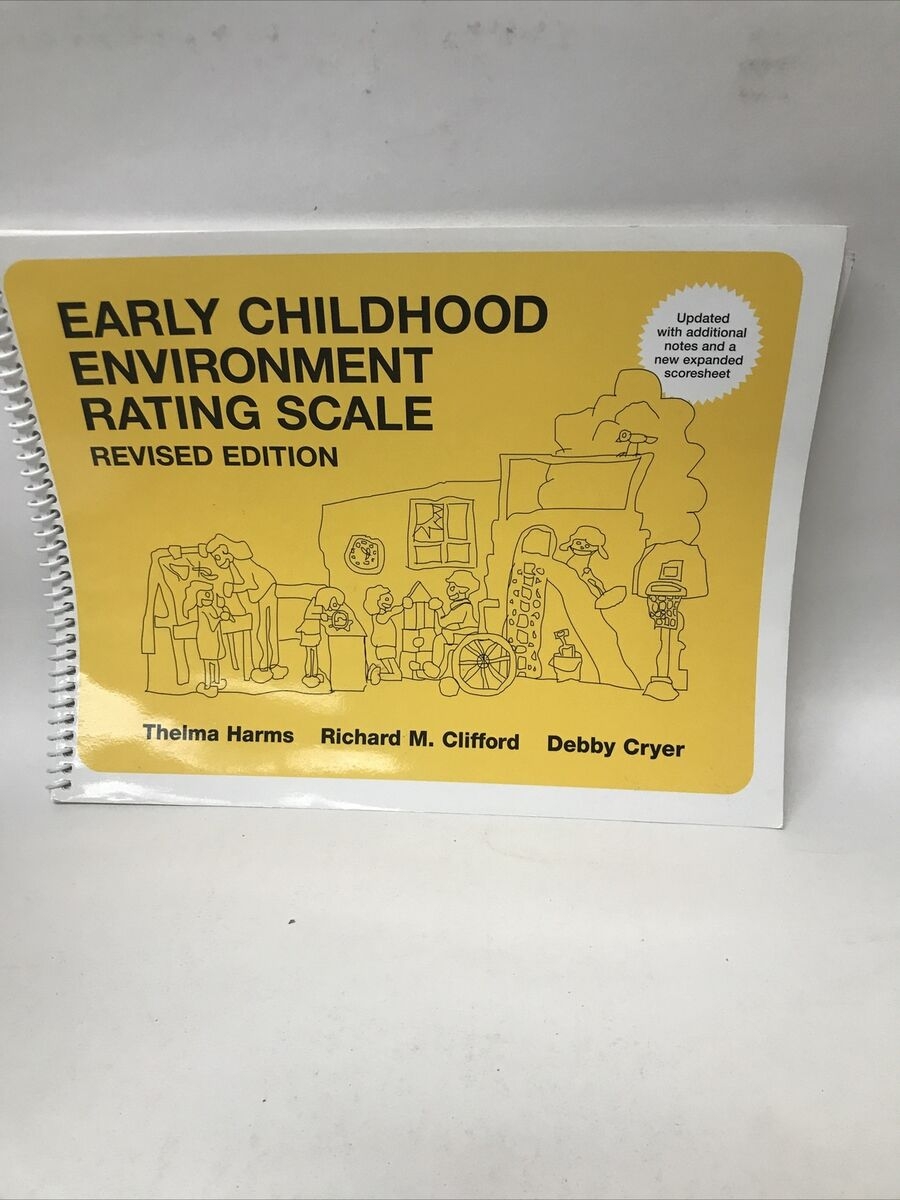 EARLY CHILDHOOD
ENVIRONMENT
RATING SCALE
REVISED EDITION
Updated
with additional
notes and a
new expanded
scoresheet
Thelma Harms Richard M. Clifford Debby Cryer